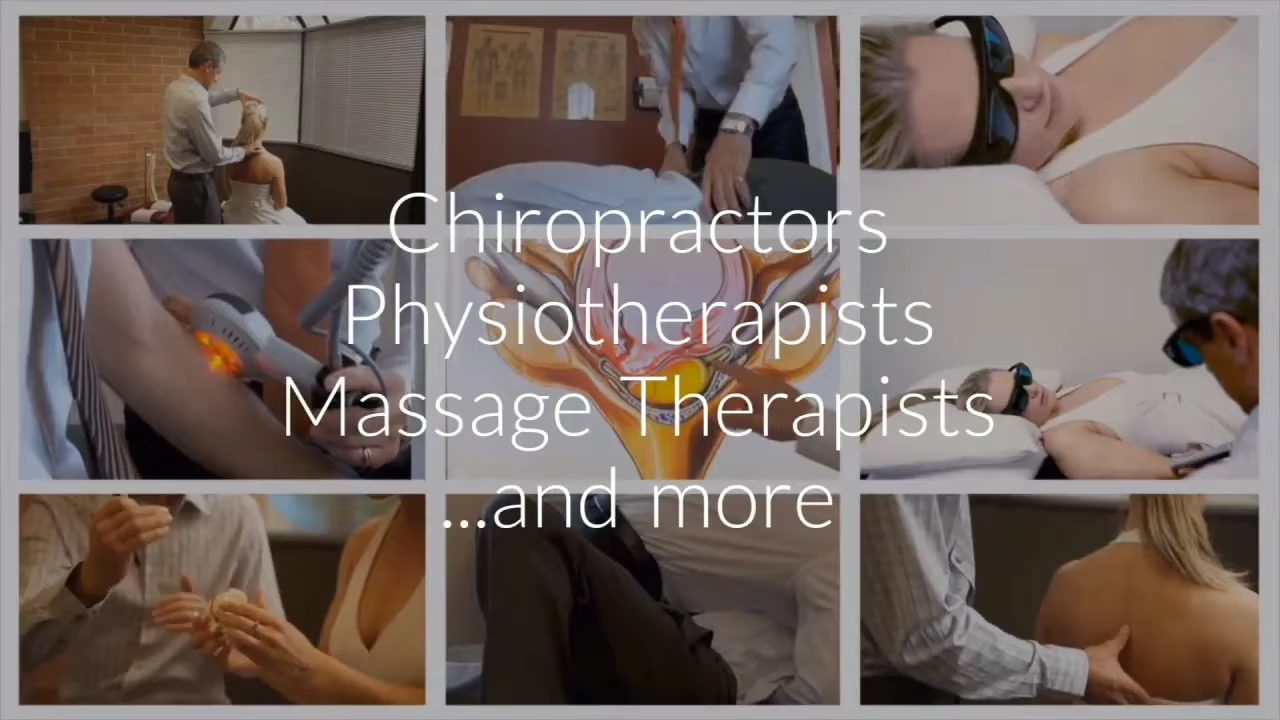 Chiropractors
Physiotherapists
Massage Therapists
...and more